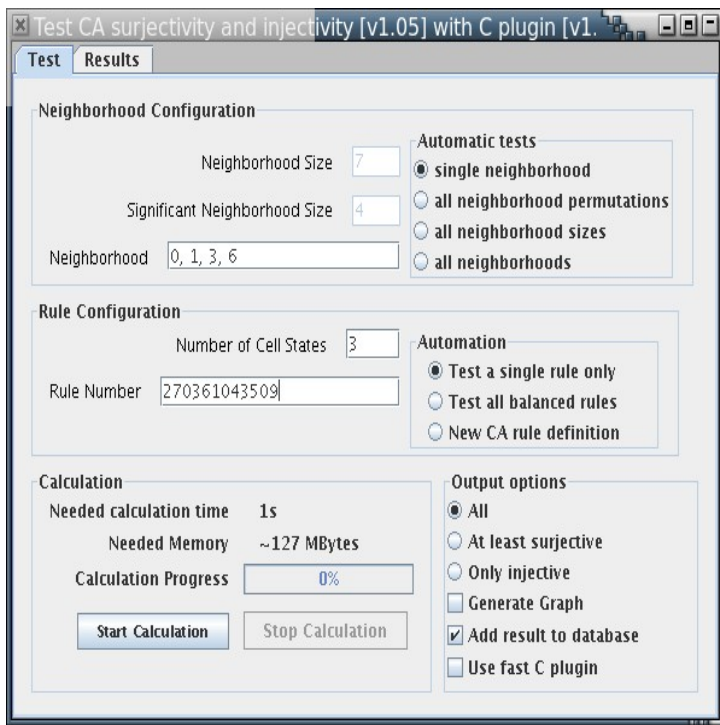 Test CA surjectivity and injectivity [v1.05] with C plugin [v1.
Test Results
Neighborhood Configuration
Neighborhood Size 7
Significant Neighborhood Size 4
Neighborhood 0, 1, 3, 6
Automatic tests
single neighborhood
all neighborhood permutations
all neighborhood sizes
all neighborhoods
Rule Configuration
Number of Cell States 3
Rule Number 270361043509
Automation
Test a single rule only
Test all balanced rules
New CA rule definition
Calculation
Needed calculation time 1s
Needed Memory ~127 MBytes
Calculation Progress 0%
Start Calculation Stop Calculation
Output options
All
At least surjective
Only injective
Generate Graph
Add result to database
Use fast C plugin